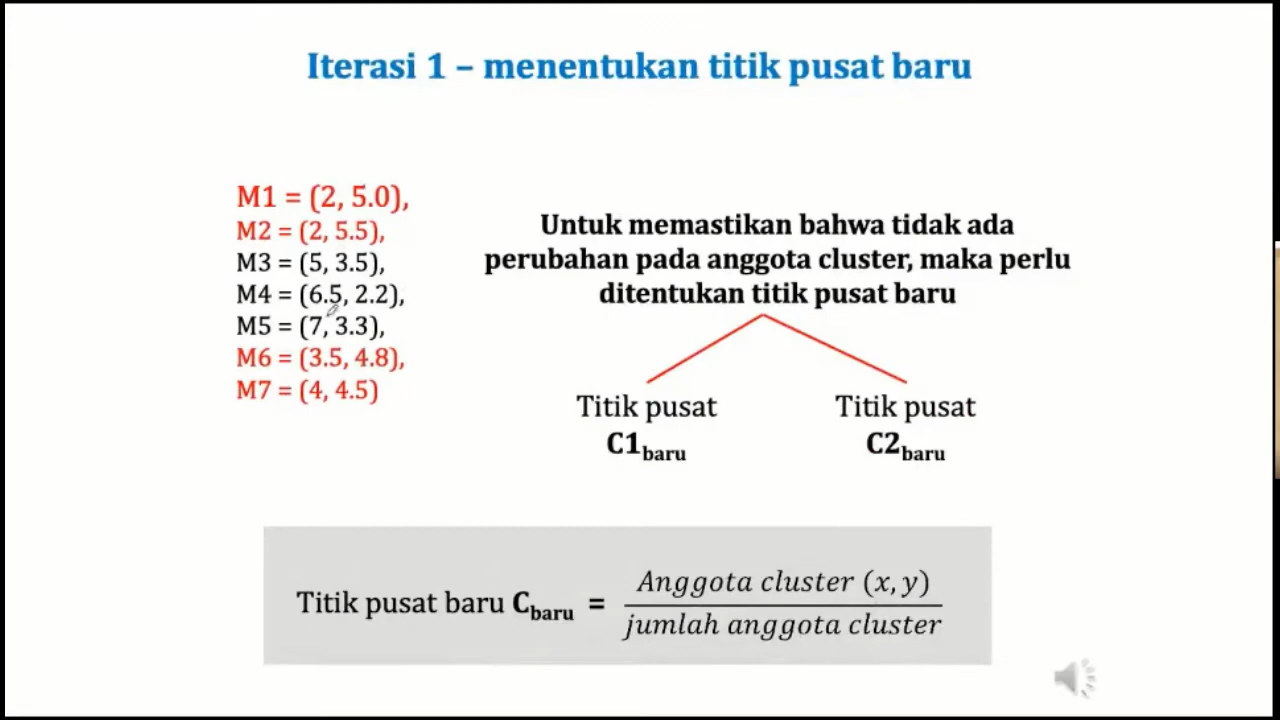 Iterasi 1 – menentukan titik pusat baru
M1 = (2, 5.0),
M2 = (2, 5.5),
M3 = (5, 3.5),
M4 = (6.5, 2.2),
M5 = (7, 3.3),
M6 = (3.5, 4.8),
M7 = (4, 4.5)
Untuk memastikan bahwa tidak ada
perubahan pada anggota cluster, maka perlu
ditentukan titik pusat baru
Titik pusat
C1baru
Titik pusat
C2baru
Titik pusat baru Cbaru =
Anggota cluster (x, y)
jumlah anggota cluster